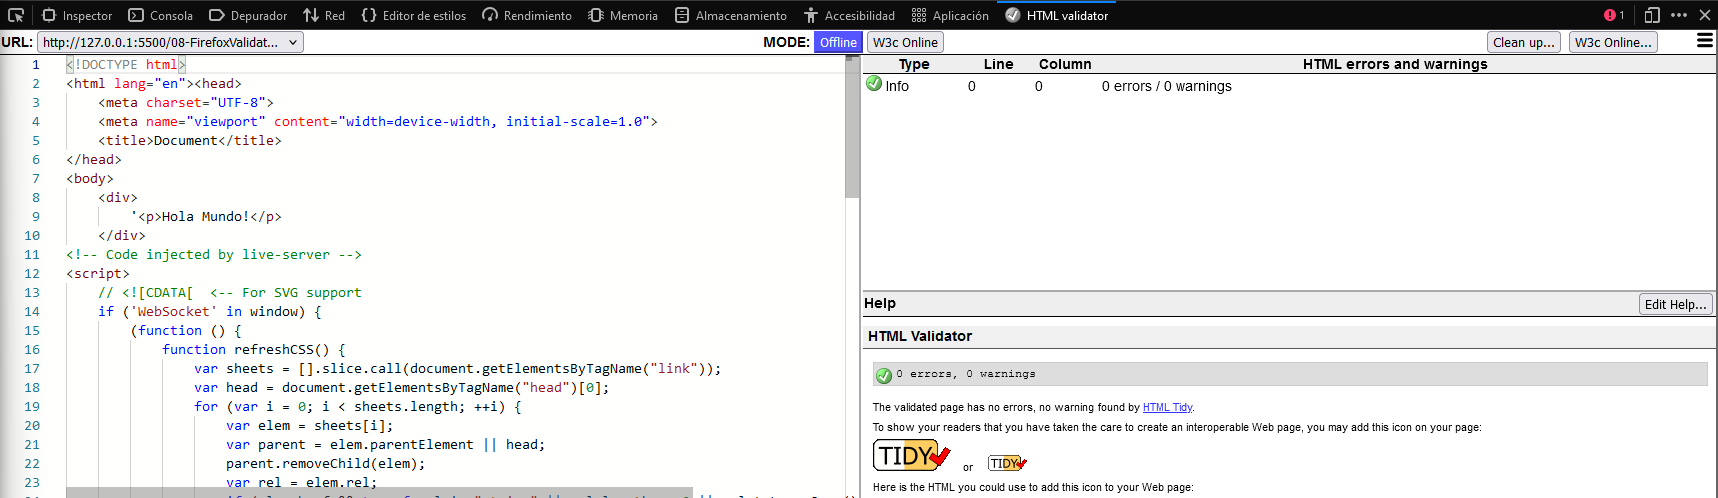 Inspector Consola Depurador Red Editor de estilos Rendimiento Memoria Almacenamiento Accesibilidad Aplicación HTML validator 1
URL: http://127.0.0.1:5500/08-FirefoxValidat... MODE: Offline W3c Online Clean up... W3c Online...
1 <!DOCTYPE html>
2 <html lang="en"><head>
3 <meta charset="UTF-8">
4 <meta name="viewport" content="width=device-width, initial-scale=1.0">
5 <title>Document</title>
6 </head>
7 <body>
8 <div>
9 '<p>Hola Mundo!</p>
10 </div>
11 <!-- Code injected by live-server -->
12 <script>
13 // <![CDATA[ <-- For SVG support
14 if ('WebSocket' in window) {
15 (function () {
16 function refreshCSS() {
17 var sheets = [].slice.call(document.getElementsByTagName("link"));
18 var head = document.getElementsByTagName("head")[0];
19 for (var i = 0; i < sheets.length; ++i) {
20 var elem = sheets[i];
21 var parent = elem.parentElement || head;
22 parent.removeChild(elem);
23 var rel = elem.rel;
Type Line Column HTML errors and warnings
Info 0 0 0 errors / 0 warnings
Help Edit Help...
HTML Validator
0 errors, 0 warnings
The validated page has no errors, no warning found by HTML Tidy.
To show your readers that you have taken the care to create an interoperable Web page, you may add this icon on your page:
TIDY or TIDY
Here is the HTML you could use to add this icon to your Web page: